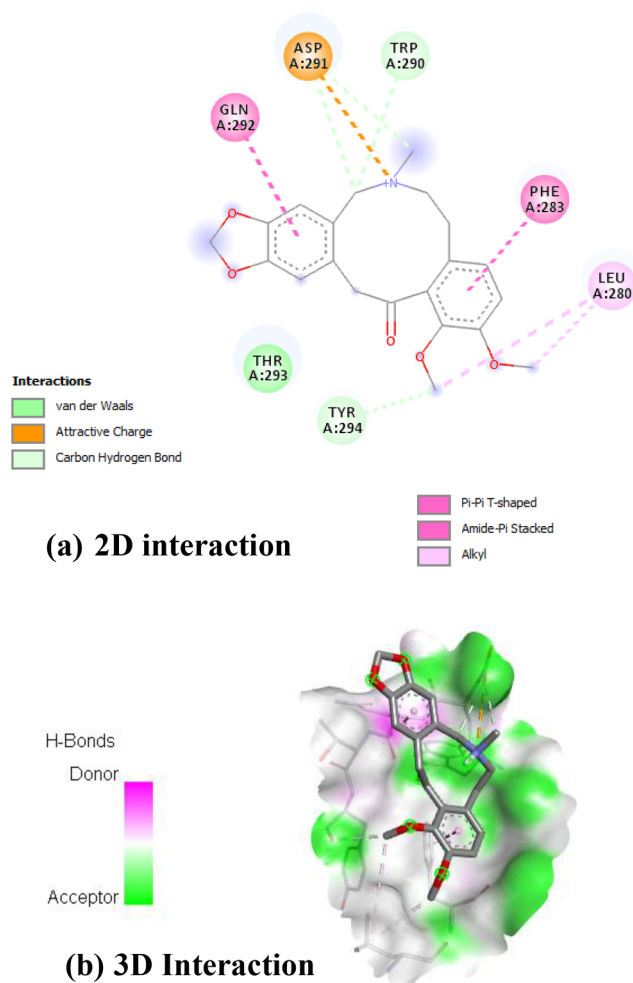 ASP
A:291
TRP
A:290
GLN
A:292
+N
PHE
A:283
O
O
LEU
A:280
O
O
O
THR
A:293
TYR
A:294
Interactions
van der Waals
Attractive Charge
Carbon Hydrogen Bond
Pi-Pi T-shaped
Amide-Pi Stacked
Alkyl
(a) 2D interaction
H-Bonds
Donor
Acceptor
(b) 3D Interaction